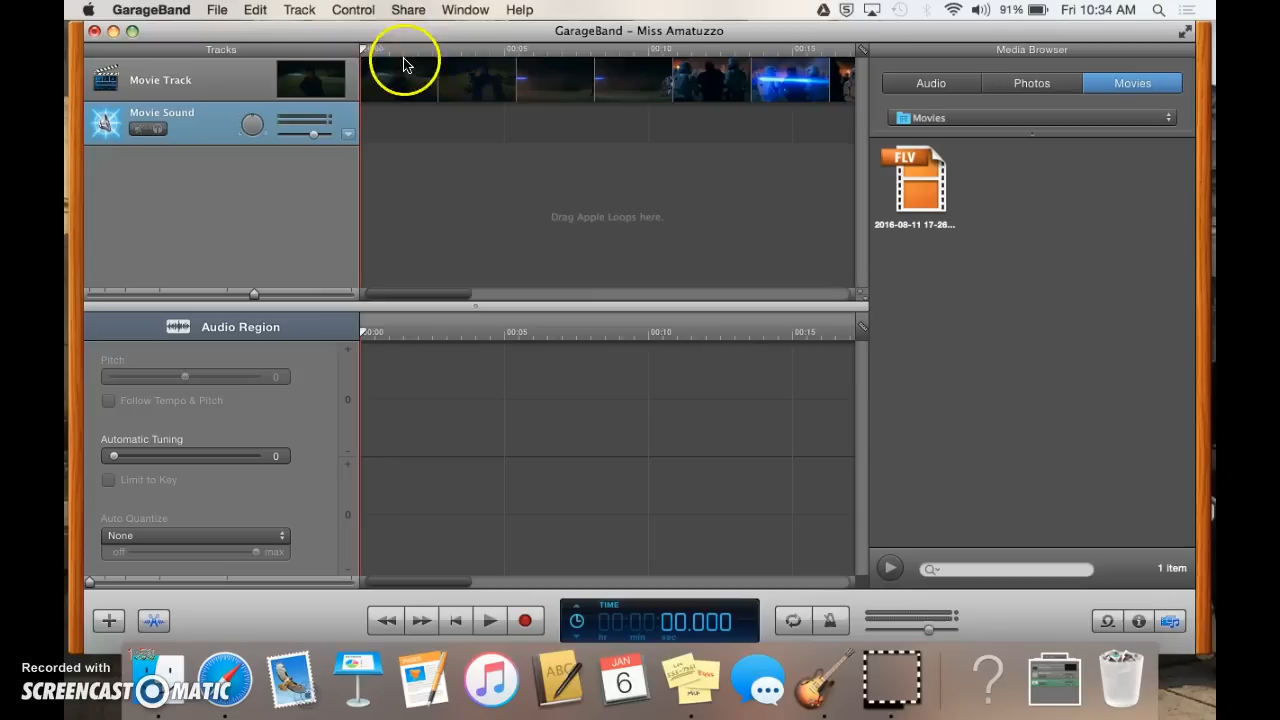 GarageBand File Edit Track Control Share Window Help 91% Fri 10:34 AM
GarageBand - Miss Amatuzzo
Tracks 00:05 00:10 00:15 Media Browser
Movie Track
Audio Photos Movies
Movie Sound
Movies
FLV
2016-08-11 17-26...
Drag Apple Loops here.
Audio Region
00:00 00:05 00:10 00:15
Pitch
0
Follow Tempo & Pitch
Automatic Tuning
0
Limit to Key
Auto Quantize
None
off max
+
-
+
-
0
0
1 item
TIME
00:00:00.000
hr min sec
ABC
JAN
6
Recorded with
SCREENCAST MATIC